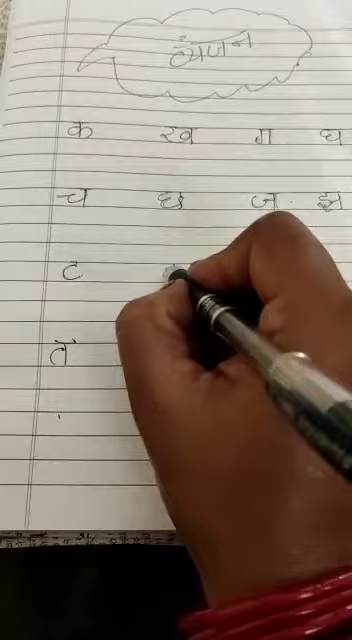 व्यंजन
क ख ग घ
च छ ज झ
ट
त